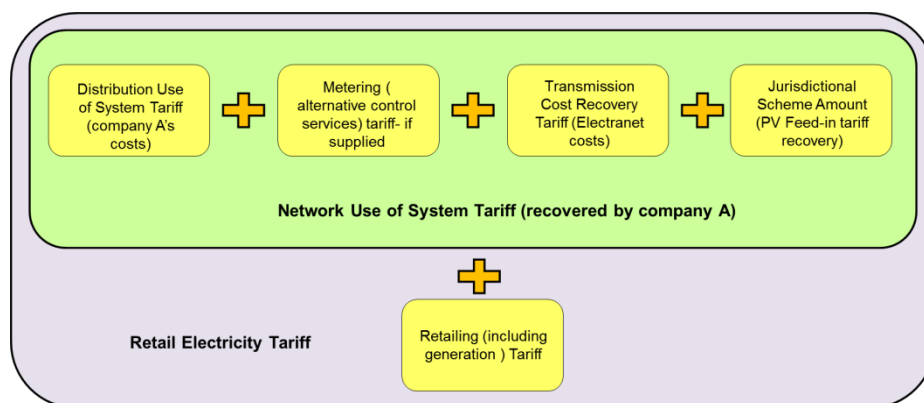 Distribution Use
of System Tariff
(company A's
costs)
Metering (
alternative control
services) tariff- if
supplied
Transmission
Cost Recovery
Tariff (Electranet
costs)
Jurisdictional
Scheme Amount
(PV Feed-in tariff
recovery)
Network Use of System Tariff (recovered by company A)
Retail Electricity Tariff
Retailing (including
generation ) Tariff